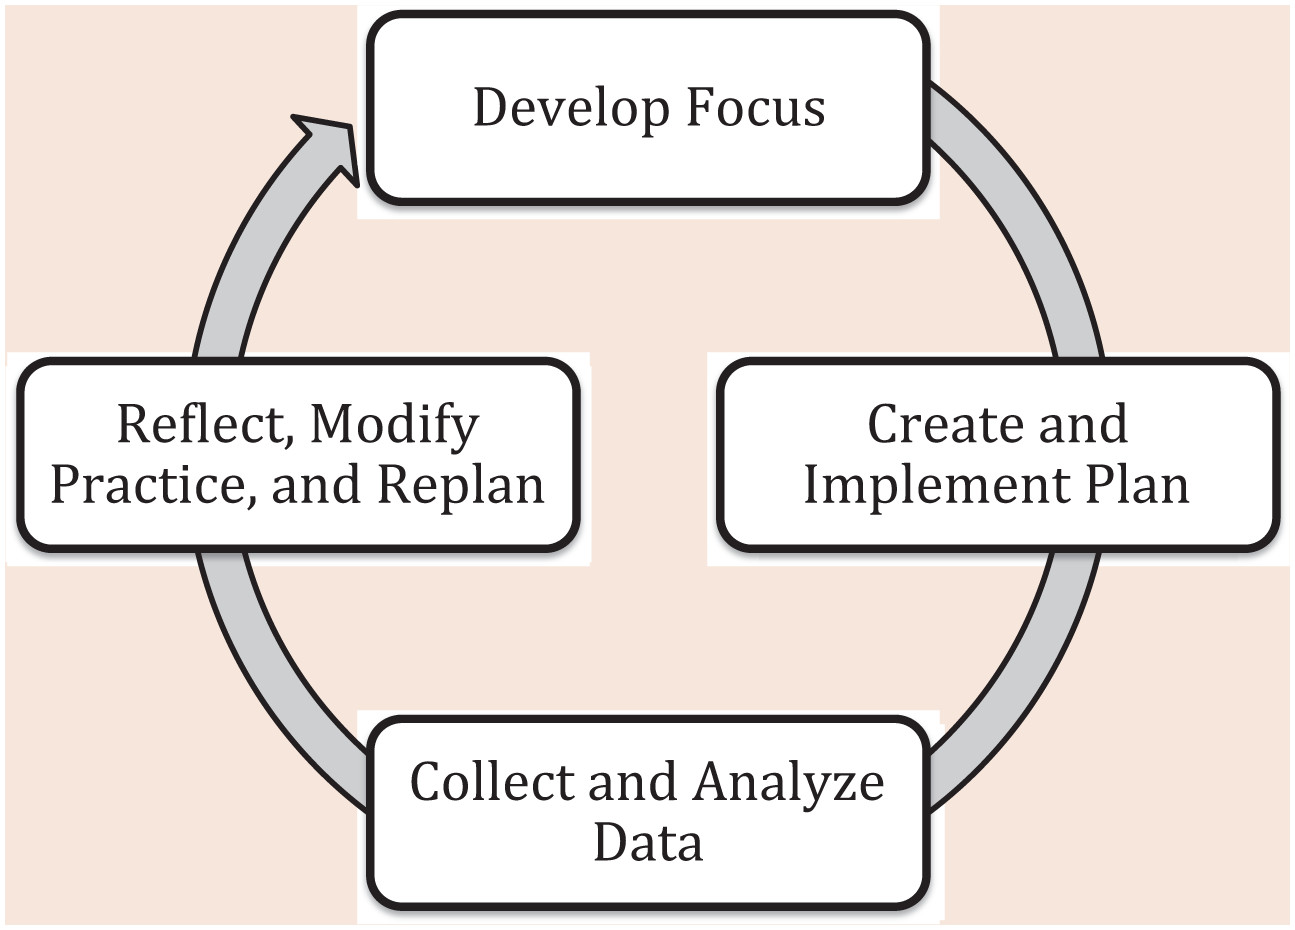 Develop Focus
Create and
Implement Plan
Collect and Analyze
Data
Reflect, Modify
Practice, and Replan